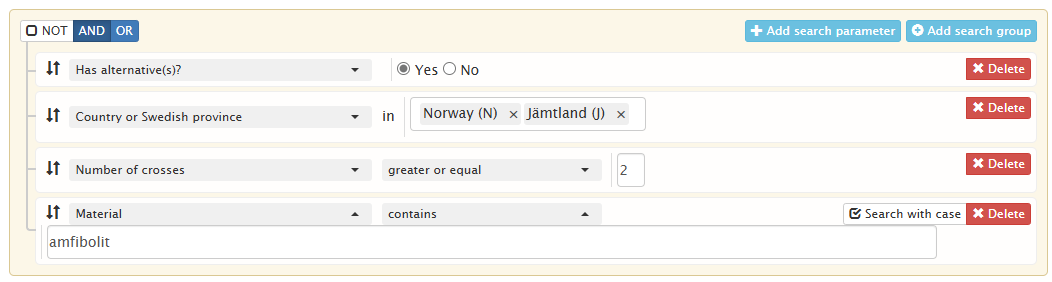 NOT AND OR Add search parameter Add search group
Has alternative(s)? Yes No Delete
Country or Swedish province in Norway (N) × Jämtland (J) × Delete
Number of crosses greater or equal 2 Delete
Material contains Search with case Delete
amfibolit